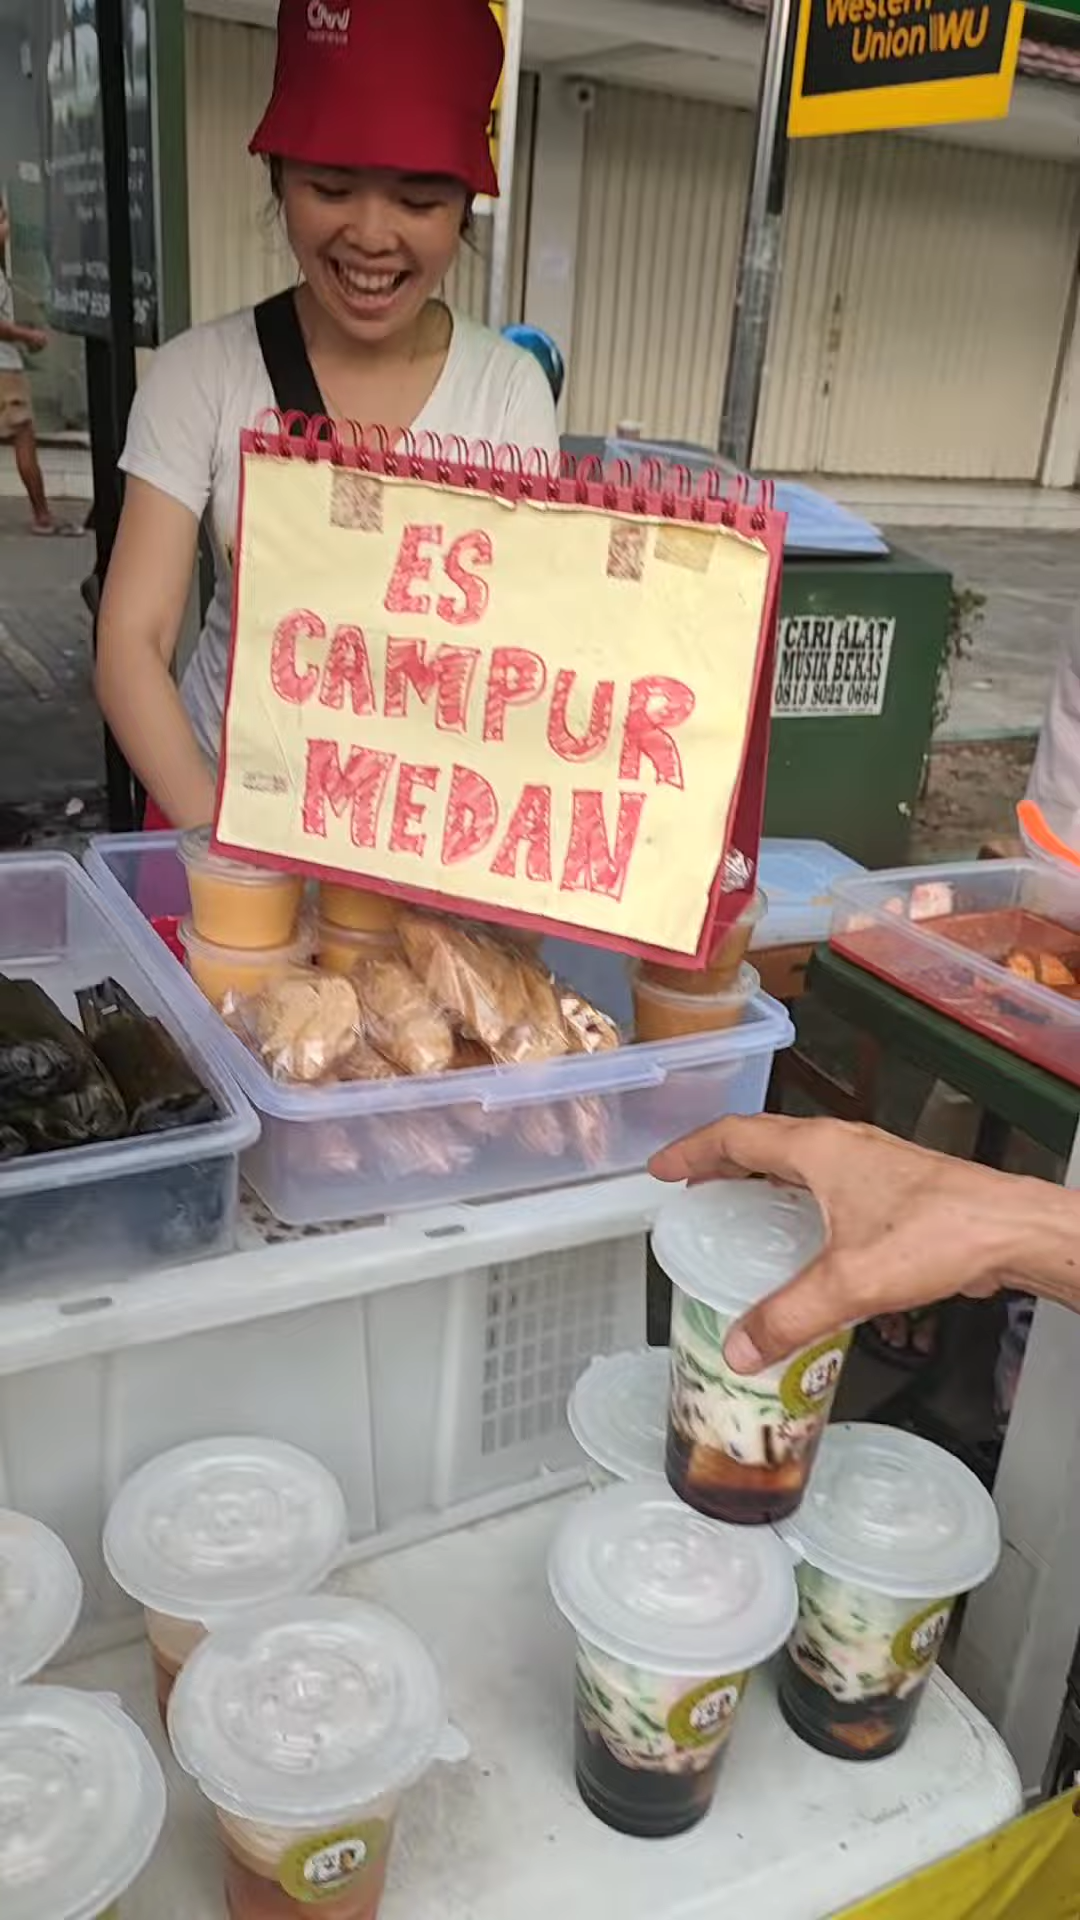 Western
Union WU
ES
CAMPUR
MEDAN
CARI ALAT
MUSIK BEKAS
0813 8022 0664